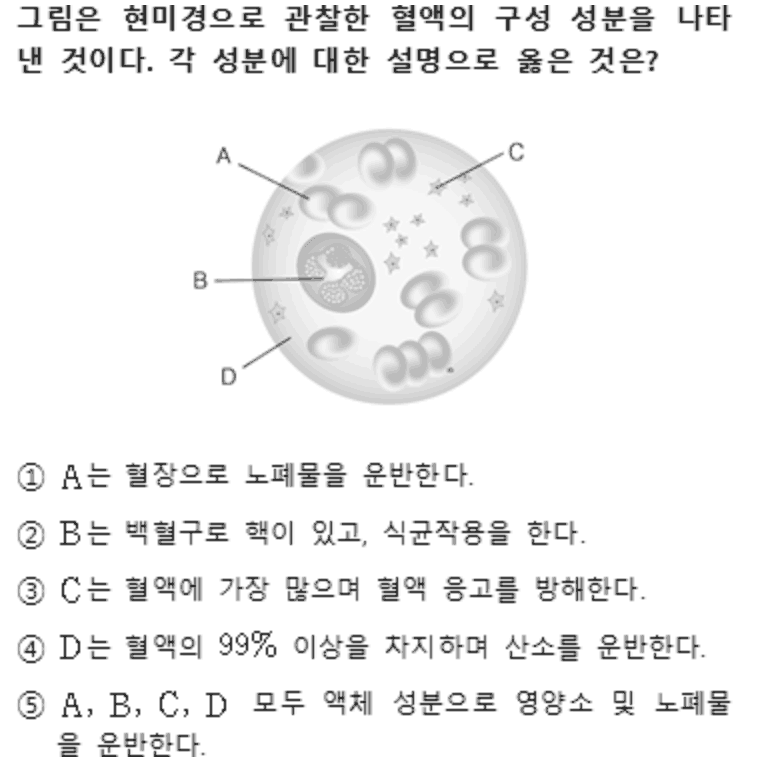 그림은 현미경으로 관찰한 혈액의 구성 성분을 나타
낸 것이다. 각 성분에 대한 설명으로 옳은 것은?
A
C
B
D
① A는 혈장으로 노폐물을 운반한다.
② B는 백혈구로 핵이 있고, 식균작용을 한다.
③ C는 혈액에 가장 많으며 혈액 응고를 방해한다.
④ D는 혈액의 99% 이상을 차지하며 산소를 운반한다.
⑤ A, B, C, D 모두 액체 성분으로 영양소 및 노폐물
을 운반한다.